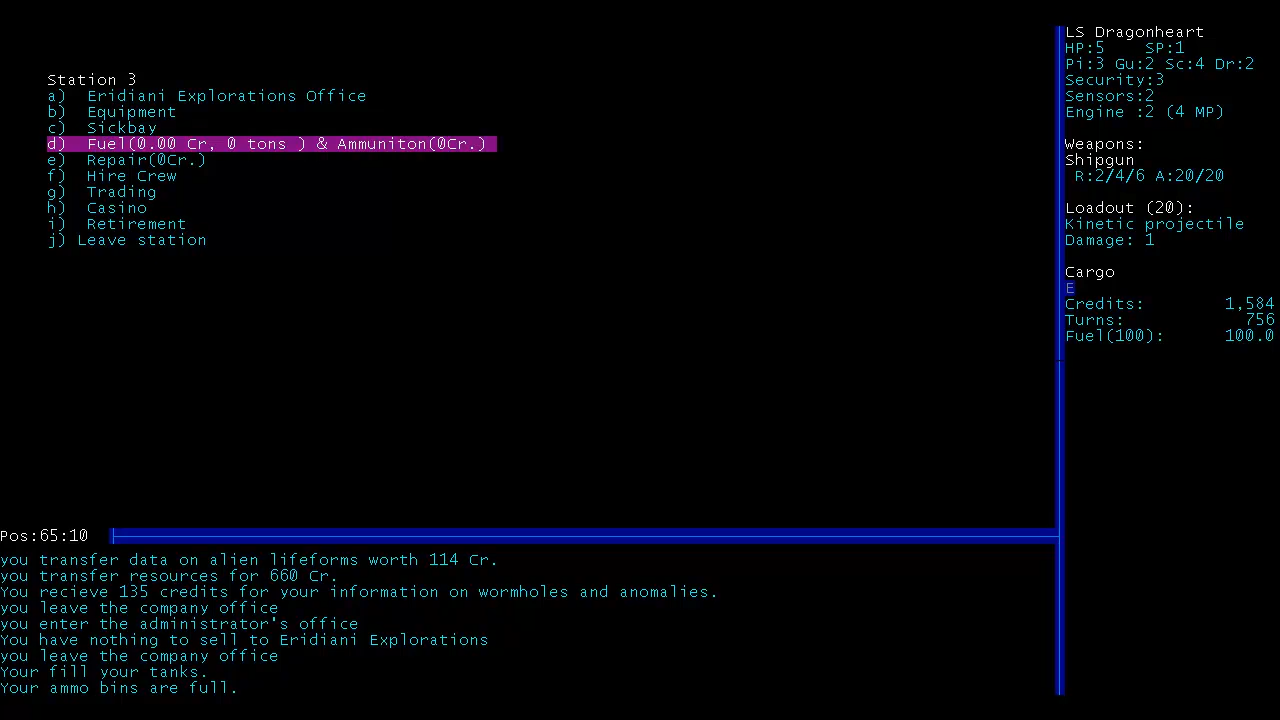 Station 3
a)  Eridiani Explorations Office
b)  Equipment
c)  Sickbay
d)  Fuel(0.00 Cr, 0 tons ) & Ammuniton(0Cr.)
e)  Repair(0Cr.)
f)  Hire Crew
g)  Trading
h)  Casino
i)  Retirement
j) Leave station
LS Dragonheart
HP:5    SP:1
Pi:3 Gu:2 Sc:4 Dr:2
Security:3
Sensors:2
Engine :2 (4 MP)
Weapons:
Shipgun
R:2/4/6 A:20/20
Loadout (20):
Kinetic projectile
Damage: 1
Cargo
E
Credits:        1,584
Turns:            756
Fuel(100):      100.0
Pos:65:10
you transfer data on alien lifeforms worth 114 Cr.
you transfer resources for 660 Cr.
You recieve 135 credits for your information on wormholes and anomalies.
you leave the company office
you enter the administrator's office
You have nothing to sell to Eridiani Explorations
you leave the company office
Your fill your tanks.
Your ammo bins are full.